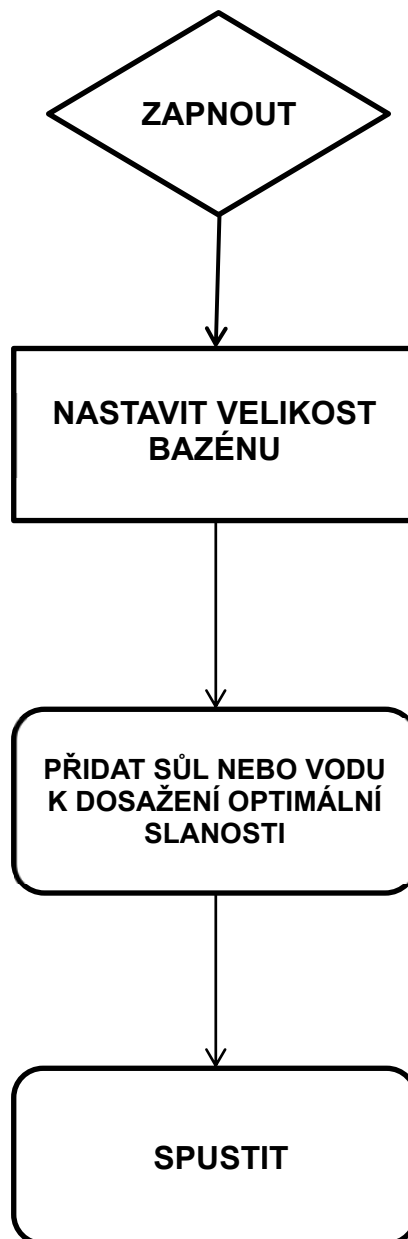 ZAPNOUT
NASTAVIT VELIKOST
BAZÉNU
PŘIDAT SŮL NEBO VODU
K DOSAŽENÍ OPTIMÁLNÍ
SLANOSTI
SPUSTIT